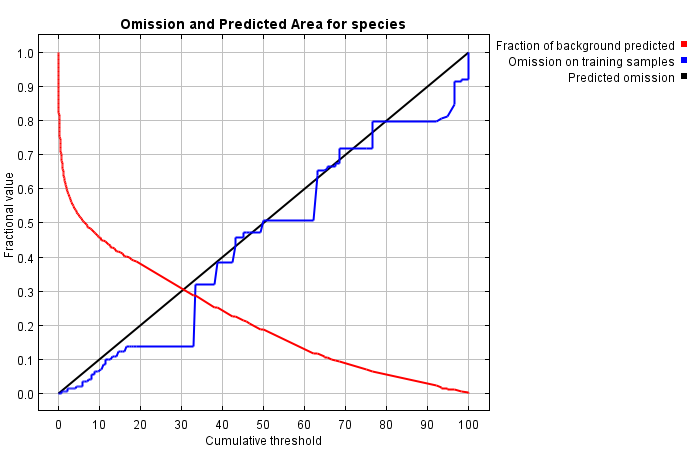 Omission and Predicted Area for species
Fraction of background predicted
Omission on training samples
Predicted omission
Fractional value
1.0
0.9
0.8
0.7
0.6
0.5
0.4
0.3
0.2
0.1
0.0
0 10 20 30 40 50 60 70 80 90 100
Cumulative threshold